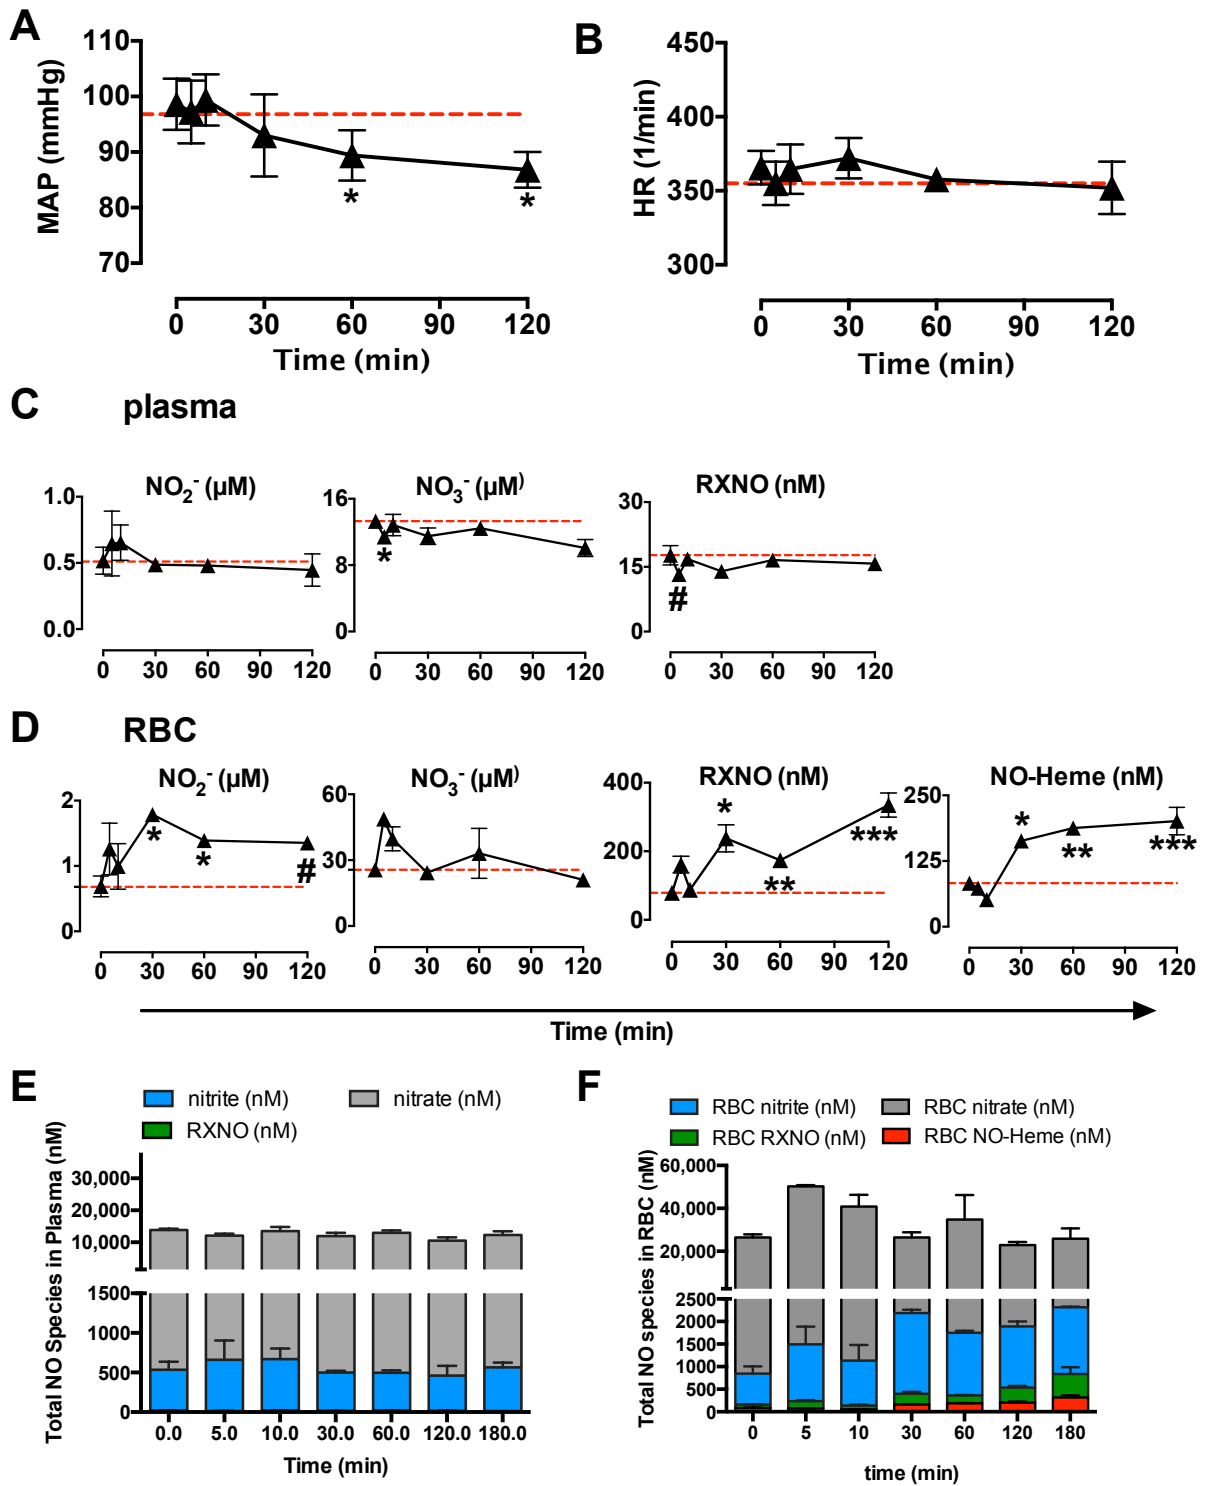 A
B
MAP (mmHg)
110
100
90
80
70
*
*
0 30 60 90 120
Time (min)
HR (1/min)
450
400
350
300
0 30 60 90 120
Time (min)
C plasma
NO2- (µM)
1.0
0.5
0.0
0 30 60 90 120
NO3- (µM)
16
8
0
*
0 30 60 90 120
RXNO (nM)
30
15
0
#
0 30 60 90 120
D RBC
NO2- (µM)
2
1
0
*
*
#
0 30 60 90 120
NO3- (µM)
60
30
0
0 30 60 90 120
RXNO (nM)
400
200
0
*
**
***
0 30 60 90 120
NO-Heme (nM)
250
125
0
*
**
***
0 30 60 90 120
Time (min)
E
nitrite (nM) nitrate (nM)
RXNO (nM)
Total NO Species in Plasma (nM)
30,000
20,000
10,000
1500
1000
500
0
0.0 5.0 10.0 30.0 60.0 120.0 180.0
Time (min)
F
RBC nitrite (nM) RBC nitrate (nM)
RBC RXNO (nM) RBC NO-Heme (nM)
Total NO species in RBC (nM)
60,000
40,000
20,000
2500
2000
1500
1000
500
0
0 5 10 30 60 120 180
time (min)